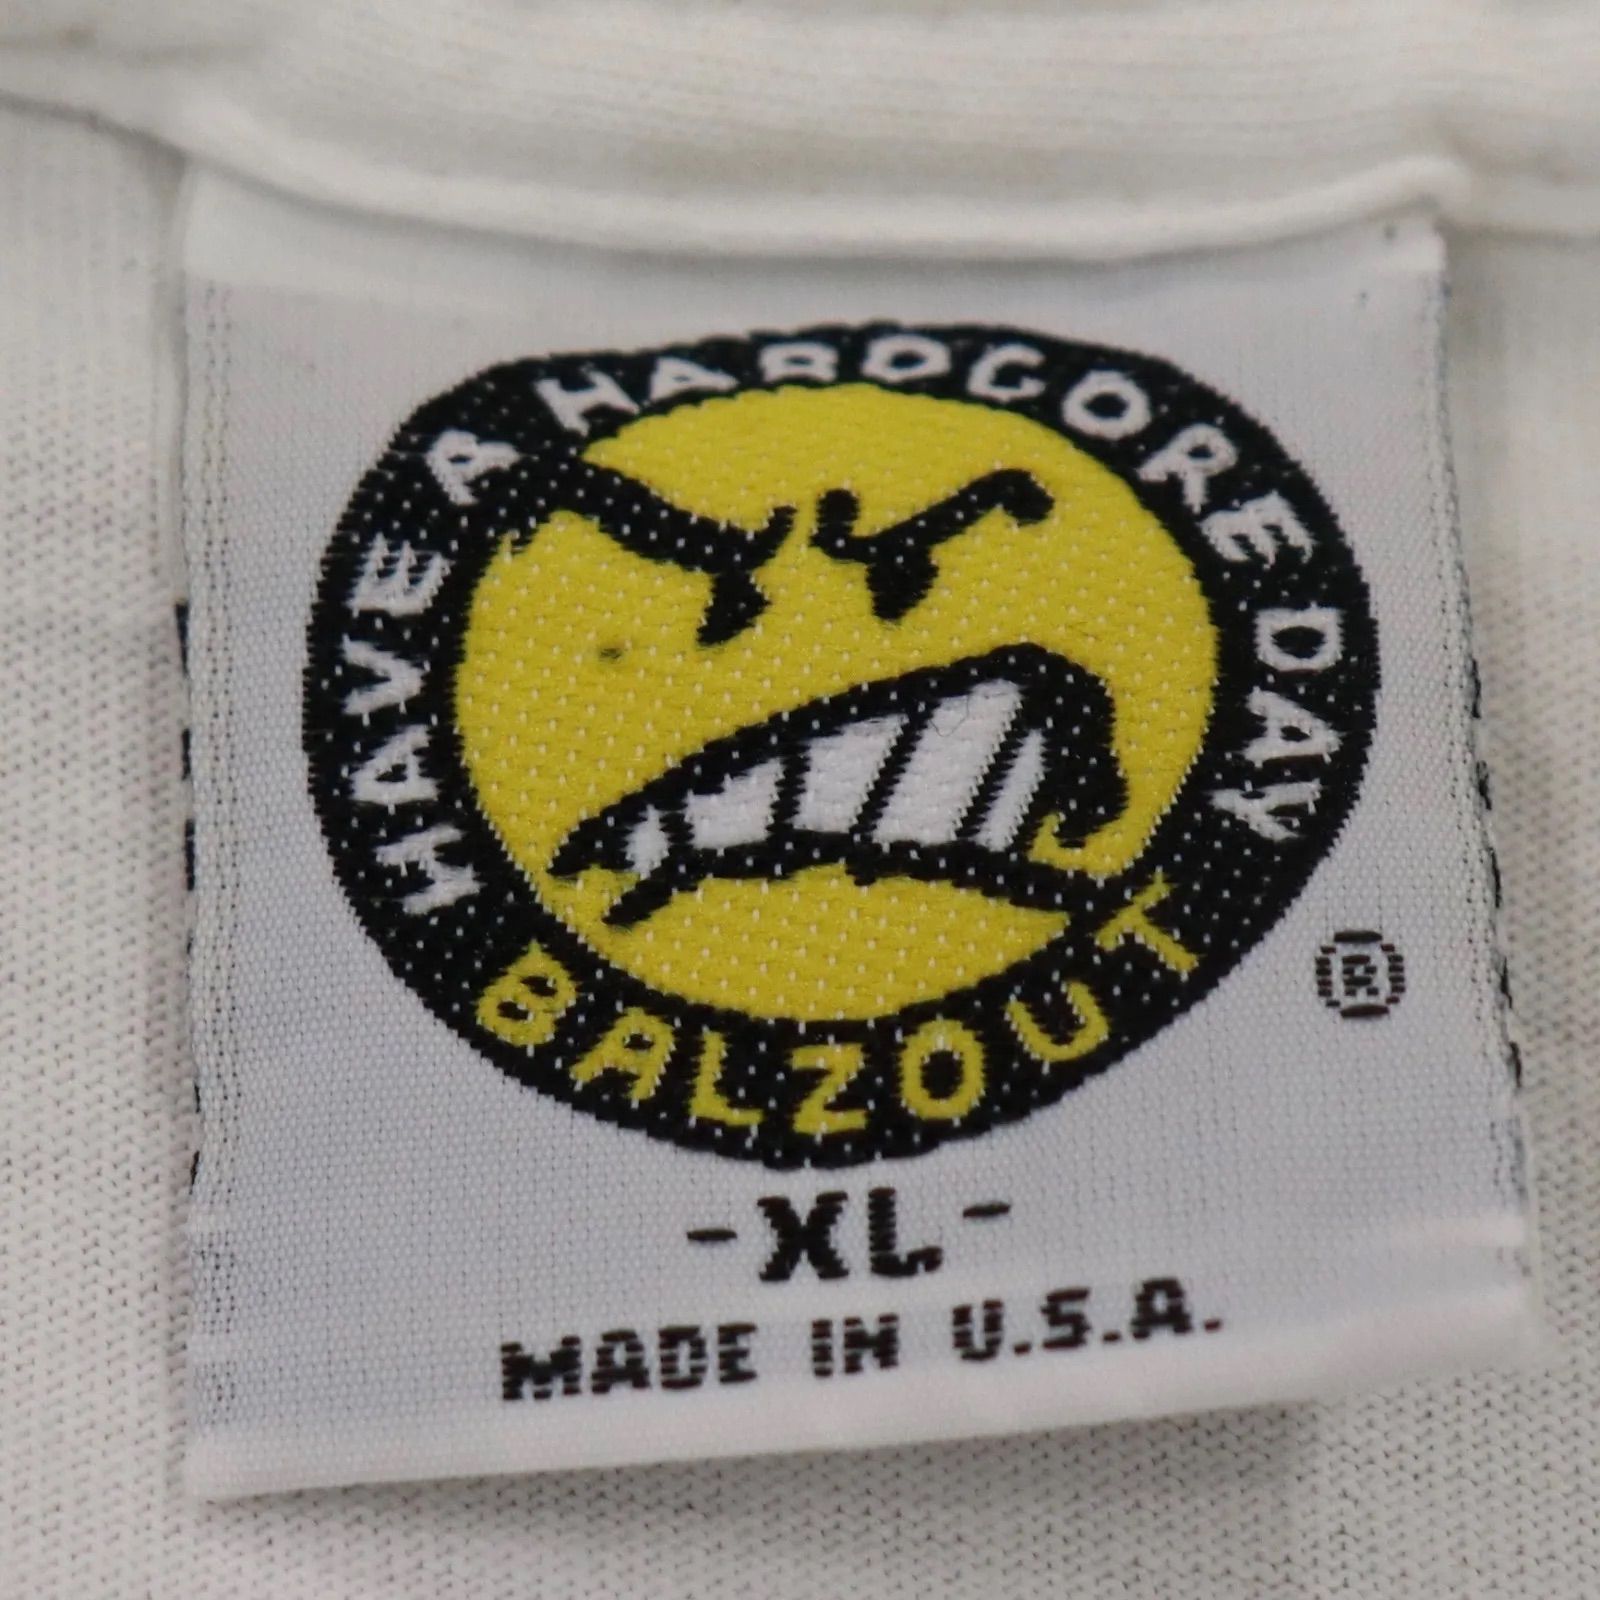 HAVE A HARDCORE DAY
BALZOUT
®
-XL-
MADE IN U.S.A.